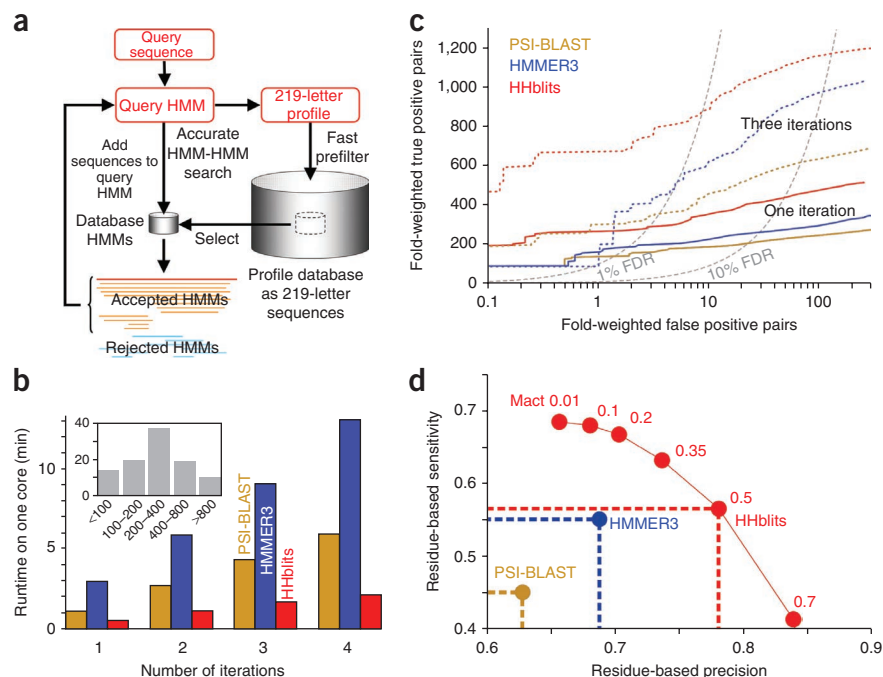 a
Query
sequence
Query HMM
219-letter
profile
Add
sequences to
query
HMM
Accurate
HMM-HMM
search
Fast
prefilter
Database
HMMs
Select
Profile database
as 219-letter
sequences
Accepted HMMs
Rejected HMMs
b
Runtime on one core (min)
10
5
0
40
20
0
<100
100–200
200–400
400–800
>800
PSI-BLAST
HMMER3
HHblits
1
2
3
4
Number of iterations
c
Fold-weighted true positive pairs
1,200
1,000
800
600
400
200
0
PSI-BLAST
HMMER3
HHblits
Three iterations
One iteration
1% FDR
10% FDR
0.1
1
10
100
Fold-weighted false positive pairs
d
Residue-based sensitivity
0.7
0.6
0.5
0.4
Mact 0.01
0.1
0.2
0.35
0.5
HHblits
0.7
HMMER3
PSI-BLAST
0.6
0.7
0.8
0.9
Residue-based precision